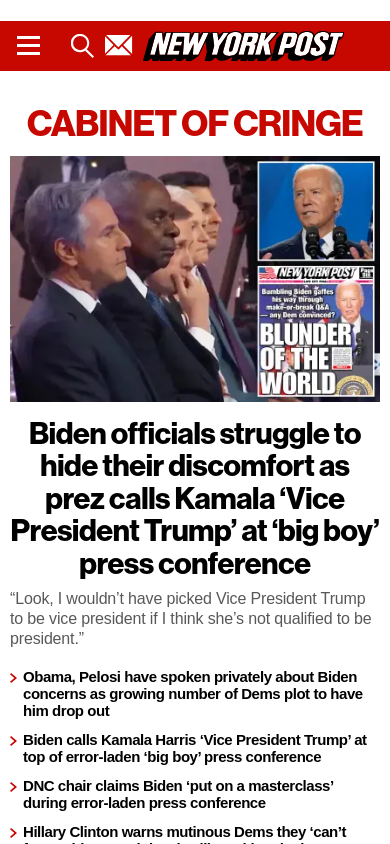 NEW YORK POST
CABINET OF CRINGE
NEW YORK POST
Bumbling Biden gaffes
his way through
make-or-break Q&A
— any Dem convinced?
BLUNDER
OF THE
WORLD
Biden officials struggle to
hide their discomfort as
prez calls Kamala ‘Vice
President Trump’ at ‘big boy’
press conference
“Look, I wouldn’t have picked Vice President Trump
to be vice president if I think she’s not qualified to be
president.”
Obama, Pelosi have spoken privately about Biden
concerns as growing number of Dems plot to have
him drop out
Biden calls Kamala Harris ‘Vice President Trump’ at
top of error-laden ‘big boy’ press conference
DNC chair claims Biden ‘put on a masterclass’
during error-laden press conference
Hillary Clinton warns mutinous Dems they ‘can’t